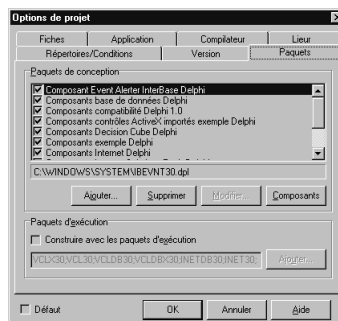 Options de projet
Fiches
Application
Compilateur
Lieur
Répertoires/Conditions
Version
Paquets
Paquets de conception
Composant Event Alerter InterBase Delphi
Composants base de données Delphi
Composants compatibilité Delphi 1.0
Composants contrôles ActiveX importés exemple Delphi
Composants Decision Cube Delphi
Composants exemple Delphi
Composants Internet Delphi
C:\WINDOWS\SYSTEM\IBEVNT30.dpl
Ajouter...
Supprimer
Modifier...
Composants
Paquets d'exécution
Construire avec les paquets d'exécution
VCLX30;VCL30;VCLDB30;VCLDBX30;INETDB30;INET30;
Ajouter...
Défaut
OK
Annuler
Aide